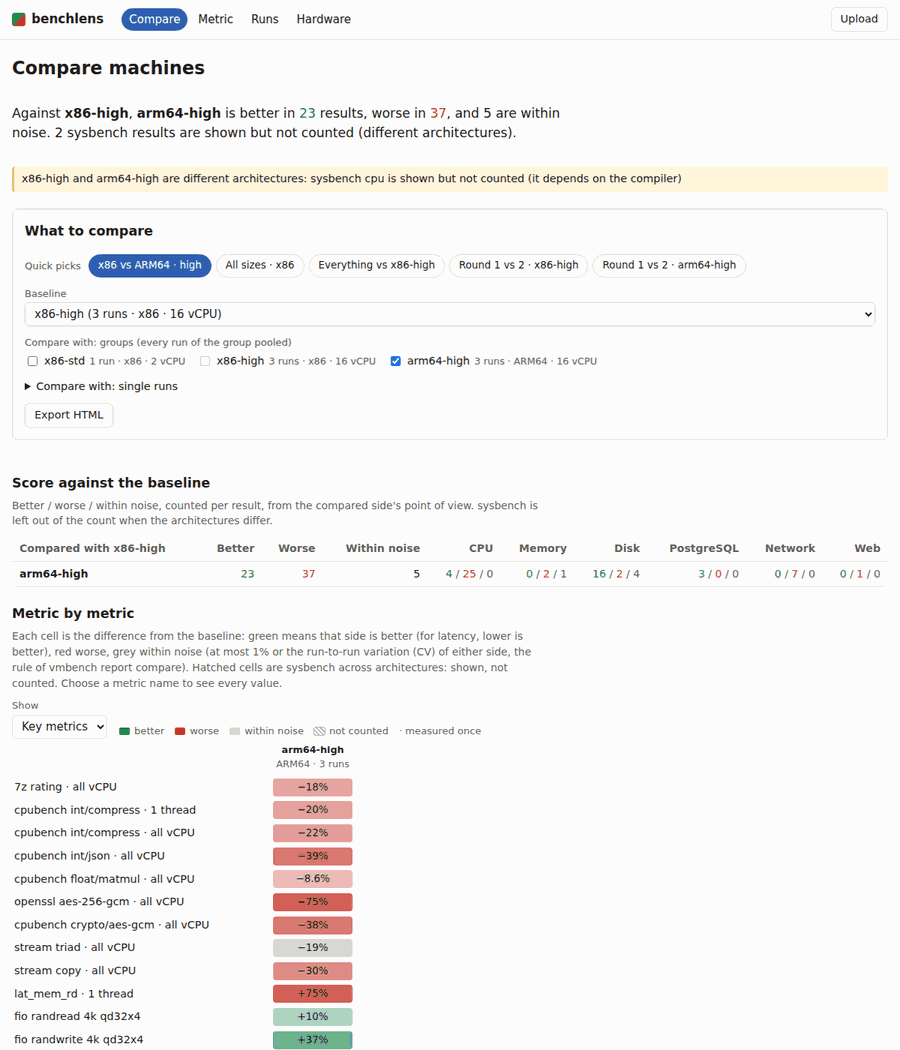 benchlens Compare Metric Runs Hardware Upload
Compare machines
Against x86-high, arm64-high is better in 23 results, worse in 37, and 5 are within
noise. 2 sysbench results are shown but not counted (different architectures).
x86-high and arm64-high are different architectures: sysbench cpu is shown but not counted (it depends on the compiler)
What to compare
Quick picks x86 vs ARM64 · high All sizes · x86 Everything vs x86-high Round 1 vs 2 · x86-high Round 1 vs 2 · arm64-high
Baseline
x86-high (3 runs · x86 · 16 vCPU)
Compare with: groups (every run of the group pooled)
x86-std 1 run · x86 · 2 vCPU x86-high 3 runs · x86 · 16 vCPU arm64-high 3 runs · ARM64 · 16 vCPU
Compare with: single runs
Export HTML
Score against the baseline
Better / worse / within noise, counted per result, from the compared side's point of view. sysbench is
left out of the count when the architectures differ.
Compared with x86-high Better Worse Within noise CPU Memory Disk PostgreSQL Network Web
arm64-high 23 37 5 4 / 25 / 0 0 / 2 / 1 16 / 2 / 4 3 / 0 / 0 0 / 7 / 0 0 / 1 / 0
Metric by metric
Each cell is the difference from the baseline: green means that side is better (for latency, lower is
better), red worse, grey within noise (at most 1% or the run-to-run variation (CV) of either side, the
rule of vmbench report compare). Hatched cells are sysbench across architectures: shown, not
counted. Choose a metric name to see every value.
Show
Key metrics better worse within noise not counted · measured once
arm64-high
ARM64 · 3 runs
7z rating · all vCPU −18%
cpubench int/compress · 1 thread −20%
cpubench int/compress · all vCPU −22%
cpubench int/json · all vCPU −39%
cpubench float/matmul · all vCPU −8.6%
openssl aes-256-gcm · all vCPU −75%
cpubench crypto/aes-gcm · all vCPU −38%
stream triad · all vCPU −19%
stream copy · all vCPU −30%
lat_mem_rd · 1 thread +75%
fio randread 4k qd32x4 +10%
fio randwrite 4k qd32x4 +37%